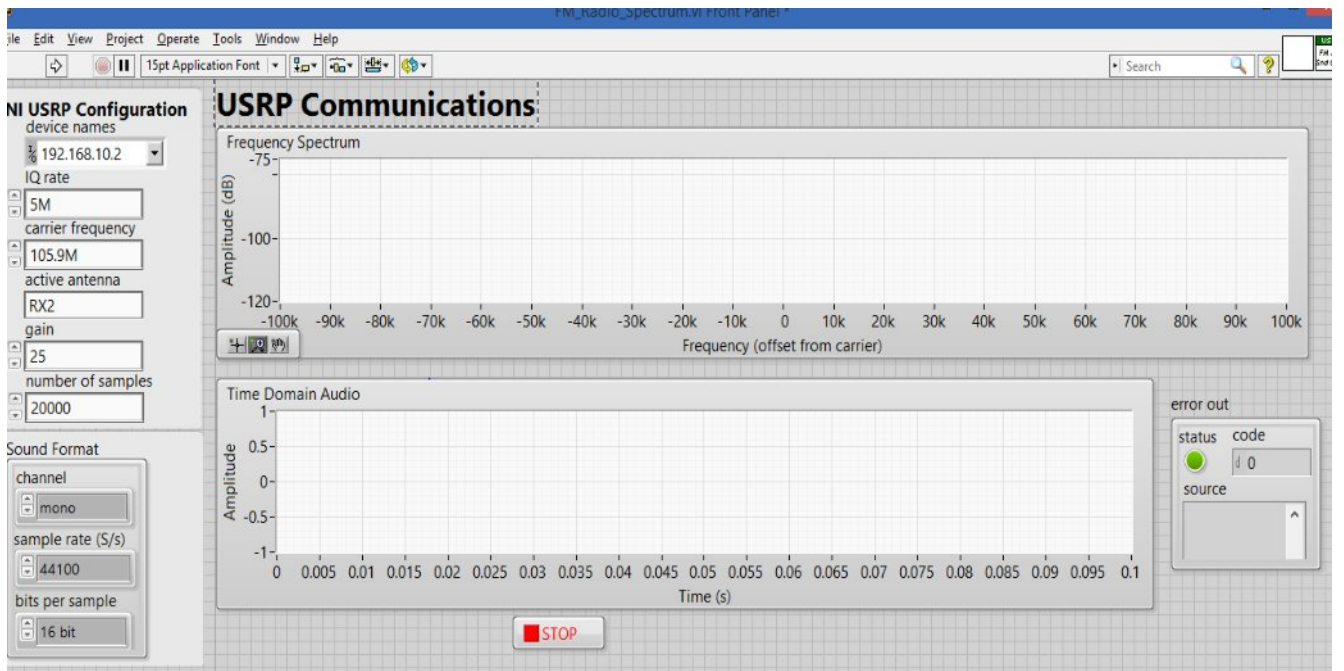 FM_Radio_Spectrum.vi Front Panel *
File Edit View Project Operate Tools Window Help
15pt Application Font
Search
NI USRP Configuration
device names
192.168.10.2
IQ rate
5M
carrier frequency
105.9M
active antenna
RX2
gain
25
number of samples
20000
Sound Format
channel
mono
sample rate (S/s)
44100
bits per sample
16 bit
USRP Communications
Frequency Spectrum
Amplitude (dB)
-75
-100
-120
-100k -90k -80k -70k -60k -50k -40k -30k -20k -10k 0 10k 20k 30k 40k 50k 60k 70k 80k 90k 100k
Frequency (offset from carrier)
Time Domain Audio
Amplitude
1
0.5
0
-0.5
-1
0 0.005 0.01 0.015 0.02 0.025 0.03 0.035 0.04 0.045 0.05 0.055 0.06 0.065 0.07 0.075 0.08 0.085 0.09 0.095 0.1
Time (s)
STOP
error out
status code
d 0
source